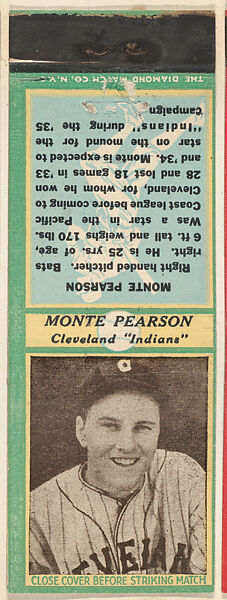 THE DIAMOND MATCH CO. N.Y.
MONTE PEARSON
Right handed pitcher. Bats
right. He is 25 yrs. of age,
6 ft. tall and weighs 170 lbs.
Was a star in the Pacific
Coast league before coming to
Cleveland, for whom he won
28 and lost 18 games in '33
and '34. Monte is expected to
star on the mound for the
"Indians" during the '35
campaign
MONTE PEARSON
Cleveland "Indians"
CLEVELAN
CLOSE COVER BEFORE STRIKING MATCH